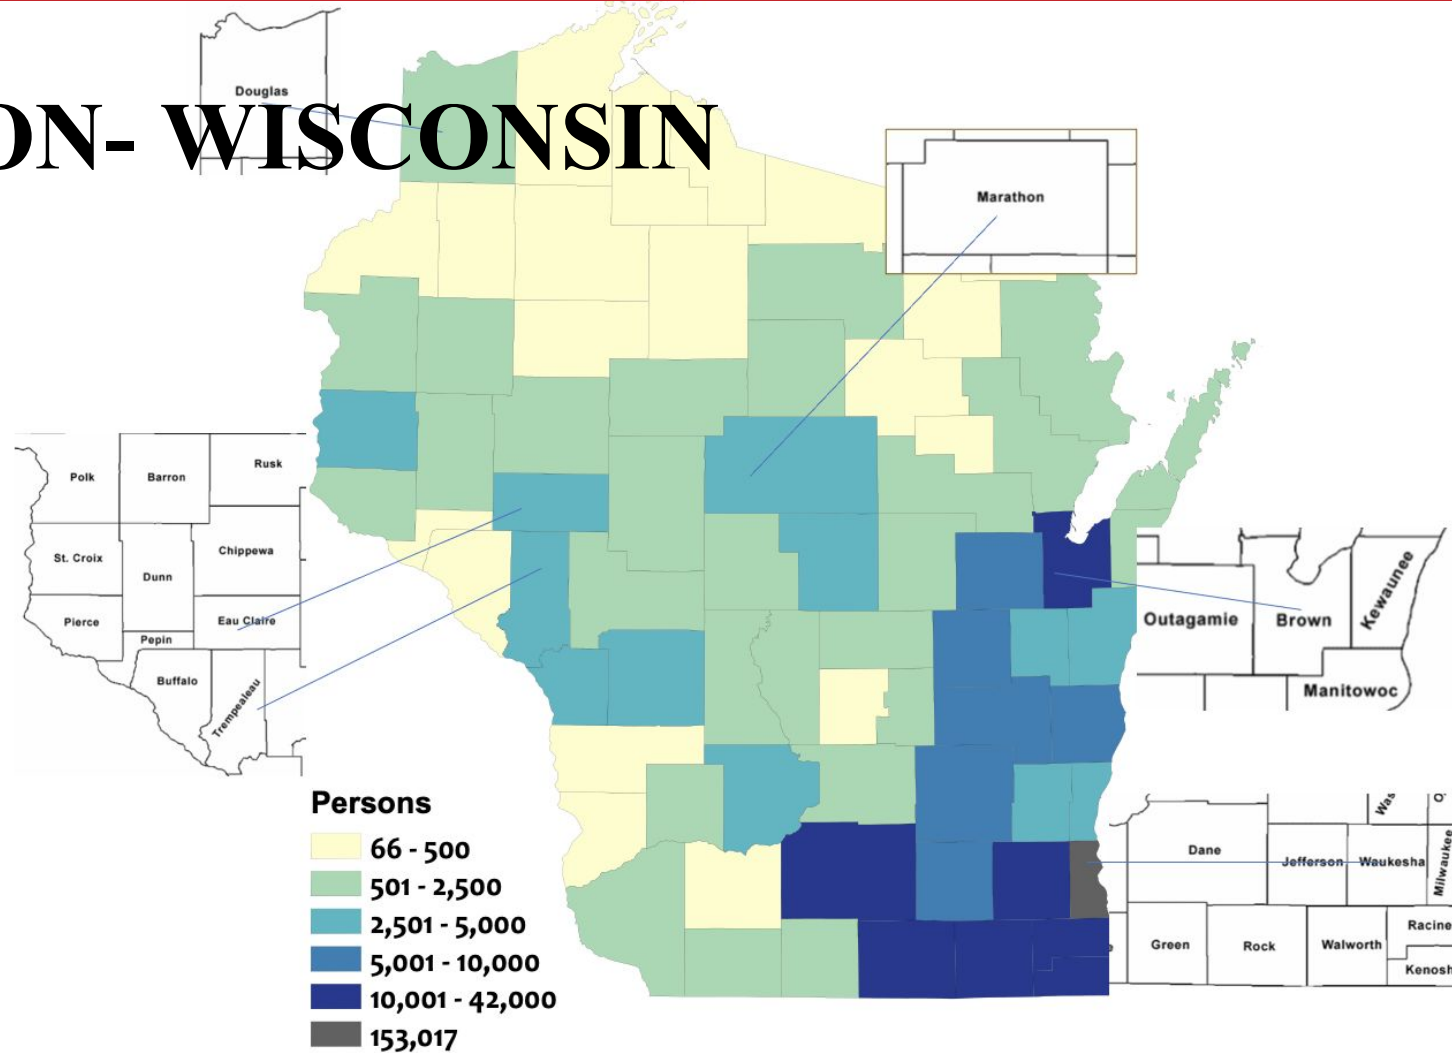 Douglas
ON- WISCONSIN
Marathon
Polk
Barron
Rusk
St. Croix
Dunn
Chippewa
Pierce
Eau Claire
Pepin
Buffalo
Trempealeau
Outagamie
Brown
Kewaunee
Manitowoc
Persons
66 - 500
501 - 2,500
2,501 - 5,000
5,001 - 10,000
10,001 - 42,000
153,017
Was
O
Dane
Jefferson
Waukesha
Milwaukee
e
Green
Rock
Walworth
Racine
Kenosh